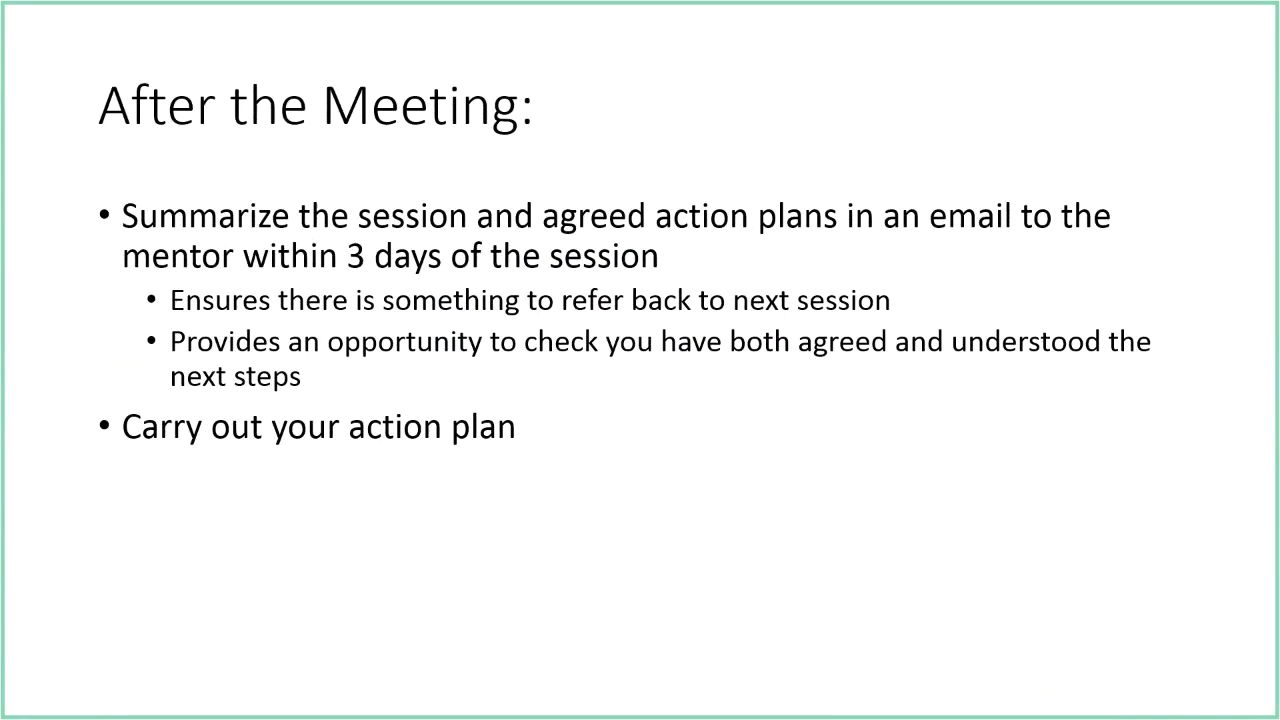 After the Meeting:
• Summarize the session and agreed action plans in an email to the
mentor within 3 days of the session
• Ensures there is something to refer back to next session
• Provides an opportunity to check you have both agreed and understood the
next steps
• Carry out your action plan